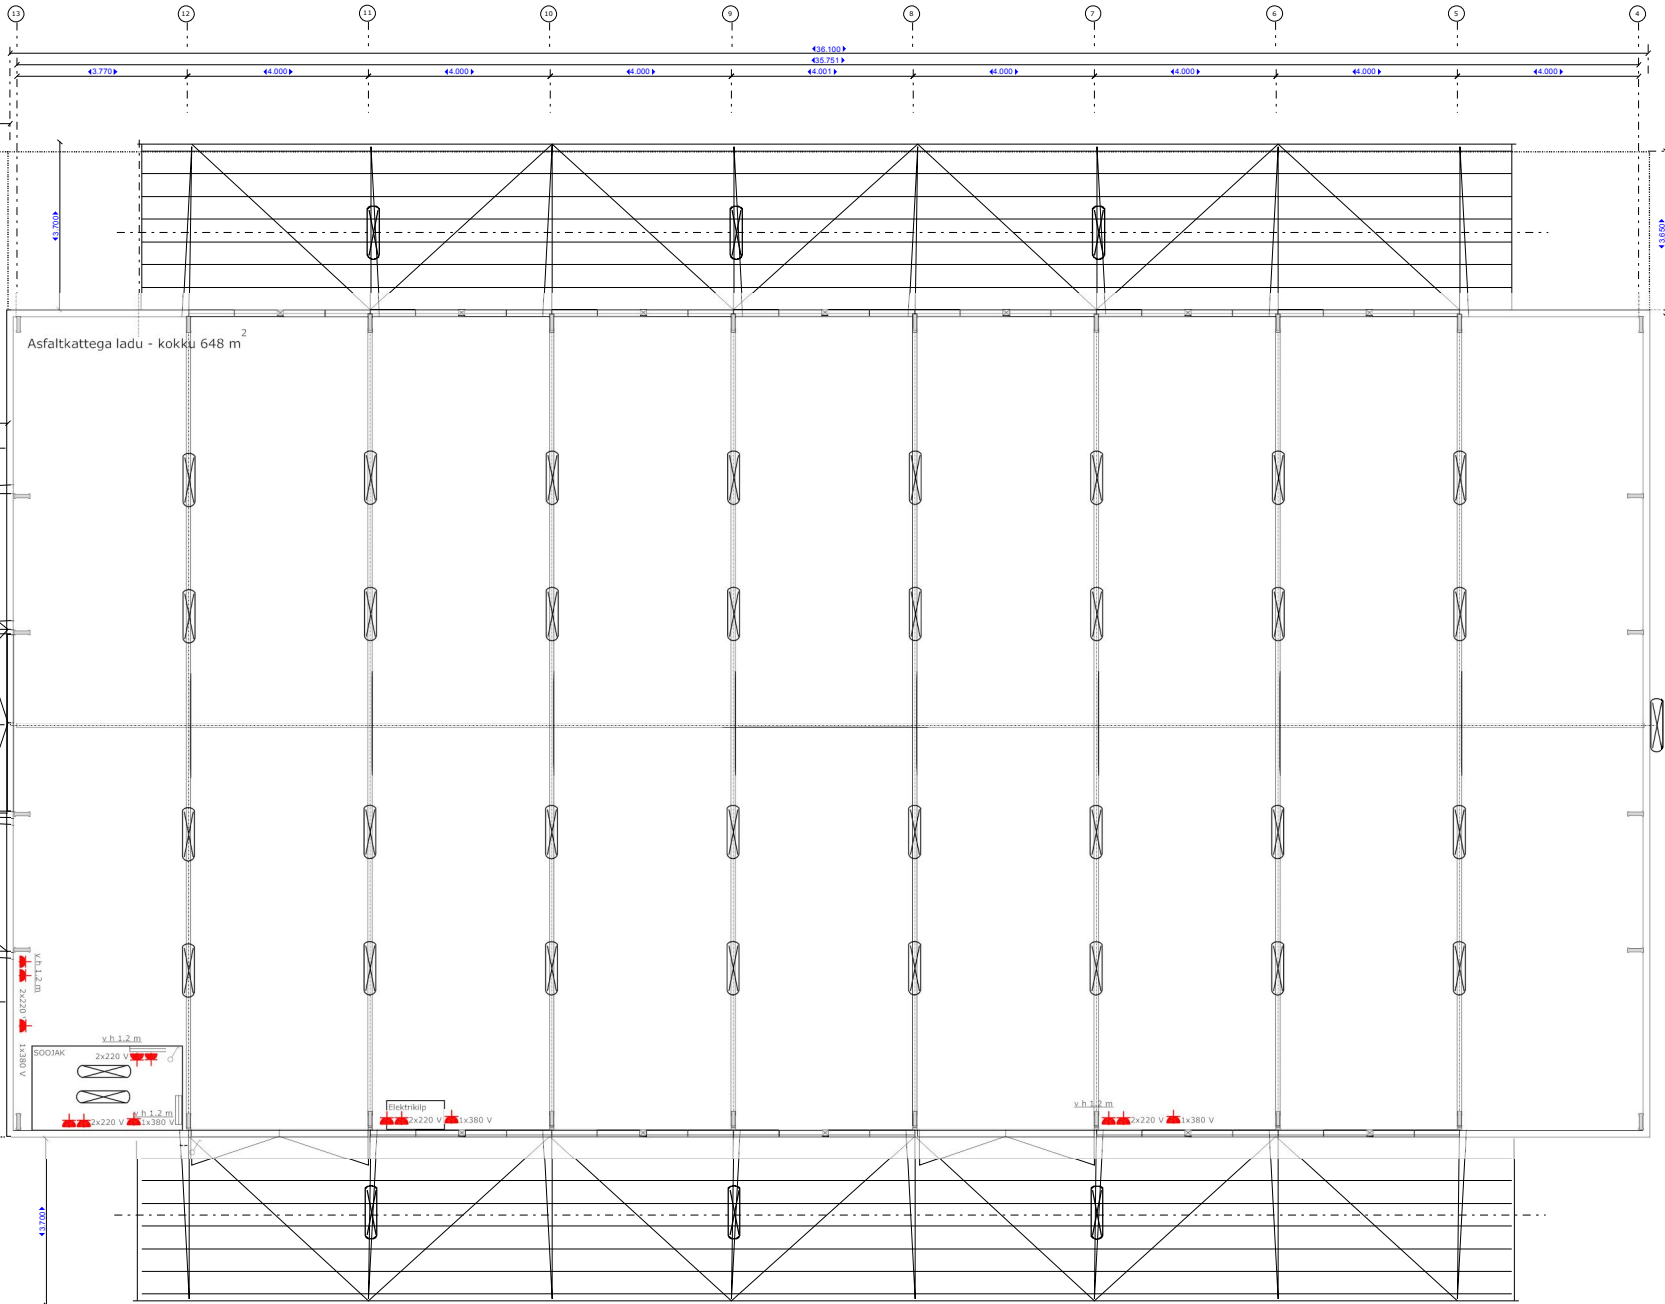 13 12 11 10 9 8 7 6 5 4
36.100
35.751
3.770 4.000 4.000 4.000 4.001 4.000 4.000 4.000 4.000
3.700
3.650
Asfaltkattega ladu - kokku 648 m²
v h 1.2 m
2x220 V
1x380 V
v h 1.2 m
SOOJAK
2x220 V
v h 1.2 m
2x220 V 1x380 V
Elektrikilp
2x220 V 1x380 V
v h 1.2 m
2x220 V 1x380 V
3.700